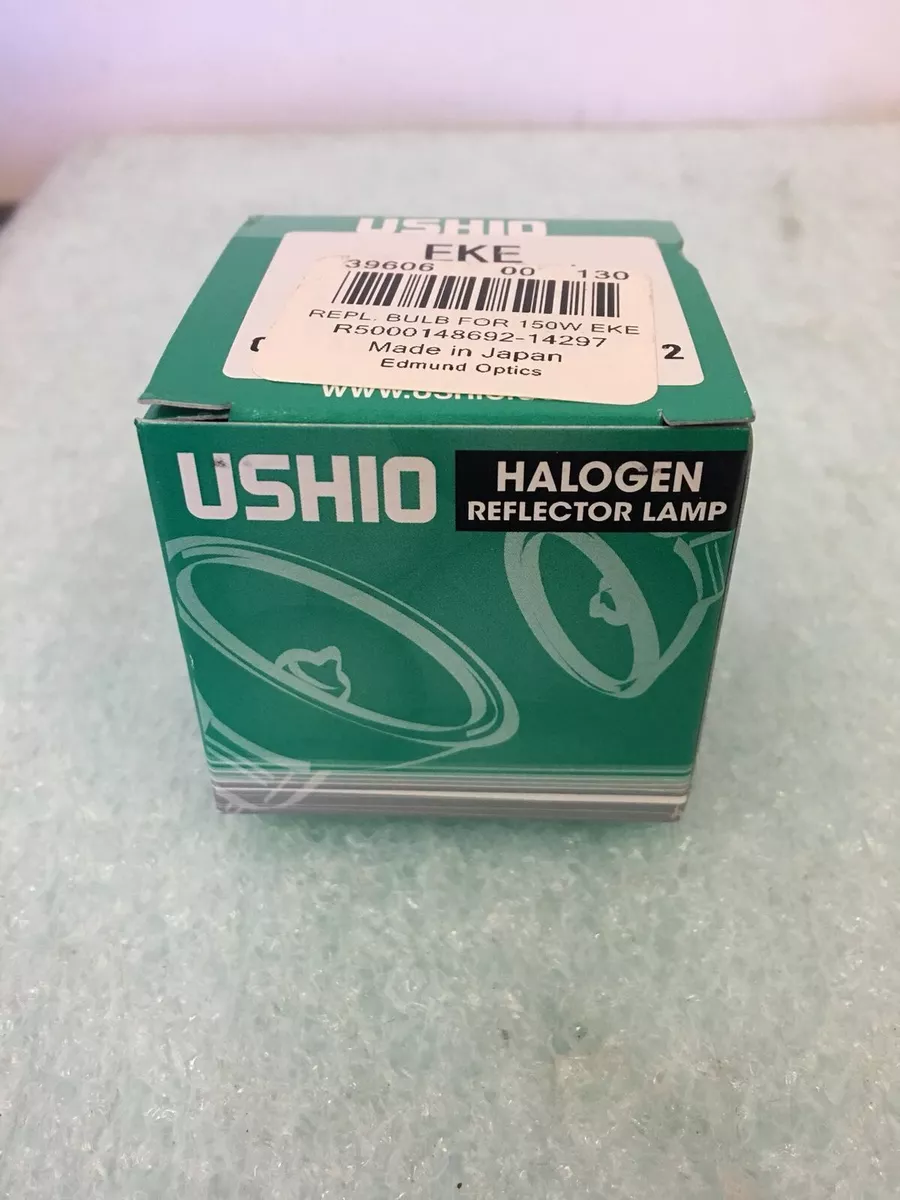 USHIO
EKE
39606 00 130
REPL. BULB FOR 150W EKE
R5000148692-14297
Made in Japan
Edmund Optics
2
USHIO
HALOGEN
REFLECTOR LAMP